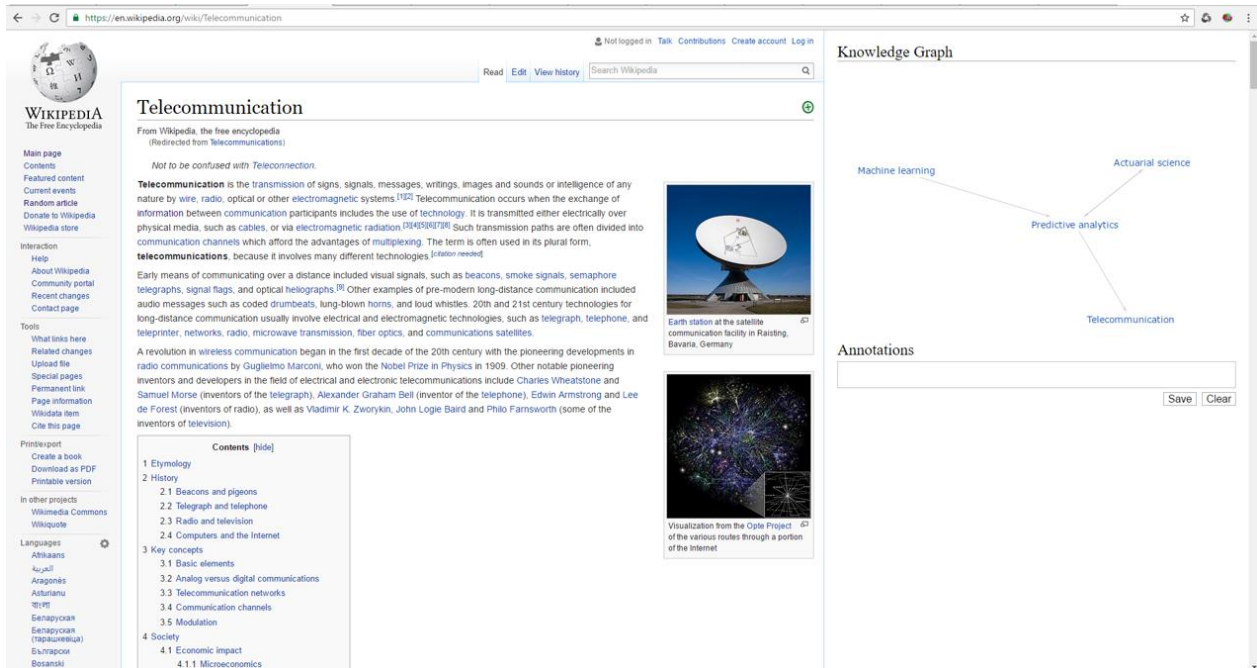 https://en.wikipedia.org/wiki/Telecommunication
Not logged in Talk Contributions Create account Log in
Read Edit View history Search Wikipedia
WIKIPEDIA
The Free Encyclopedia
Main page
Contents
Featured content
Current events
Random article
Donate to Wikipedia
Wikipedia store
Interaction
Help
About Wikipedia
Community portal
Recent changes
Contact page
Tools
What links here
Related changes
Upload file
Special pages
Permanent link
Page information
Wikidata item
Cite this page
Print/export
Create a book
Download as PDF
Printable version
In other projects
Wikimedia Commons
Wikiquote
Languages
Afrikaans
العربية
Aragonés
Asturianu
বাংলা
Беларуская
Беларуская
(тарашкевіца)
Български
Bosanski
Telecommunication
From Wikipedia, the free encyclopedia
(Redirected from Telecommunications)
Not to be confused with Teleconnection.
Telecommunication is the transmission of signs, signals, messages, writings, images and sounds or intelligence of any
nature by wire, radio, optical or other electromagnetic systems.[1][2] Telecommunication occurs when the exchange of
information between communication participants includes the use of technology. It is transmitted either electrically over
physical media, such as cables, or via electromagnetic radiation.[3][4][5][6][7][8] Such transmission paths are often divided into
communication channels which afford the advantages of multiplexing. The term is often used in its plural form,
telecommunications, because it involves many different technologies.[citation needed]
Early means of communicating over a distance included visual signals, such as beacons, smoke signals, semaphore
telegraphs, signal flags, and optical heliographs.[9] Other examples of pre-modern long-distance communication included
audio messages such as coded drumbeats, lung-blown horns, and loud whistles. 20th and 21st century technologies for
long-distance communication usually involve electrical and electromagnetic technologies, such as telegraph, telephone, and
teleprinter, networks, radio, microwave transmission, fiber optics, and communications satellites.
A revolution in wireless communication began in the first decade of the 20th century with the pioneering developments in
radio communications by Guglielmo Marconi, who won the Nobel Prize in Physics in 1909. Other notable pioneering
inventors and developers in the field of electrical and electronic telecommunications include Charles Wheatstone and
Samuel Morse (inventors of the telegraph), Alexander Graham Bell (inventor of the telephone), Edwin Armstrong and Lee
de Forest (inventors of radio), as well as Vladimir K. Zworykin, John Logie Baird and Philo Farnsworth (some of the
inventors of television).
Contents [hide]
1 Etymology
2 History
2.1 Beacons and pigeons
2.2 Telegraph and telephone
2.3 Radio and television
2.4 Computers and the Internet
3 Key concepts
3.1 Basic elements
3.2 Analog versus digital communications
3.3 Telecommunication networks
3.4 Communication channels
3.5 Modulation
4 Society
4.1 Economic impact
4.1.1 Microeconomics
Earth station at the satellite
communication facility in Raisting,
Bavaria, Germany
Visualization from the Opte Project
of the various routes through a portion
of the Internet
Knowledge Graph
Machine learning
Actuarial science
Predictive analytics
Telecommunication
Annotations
Save Clear